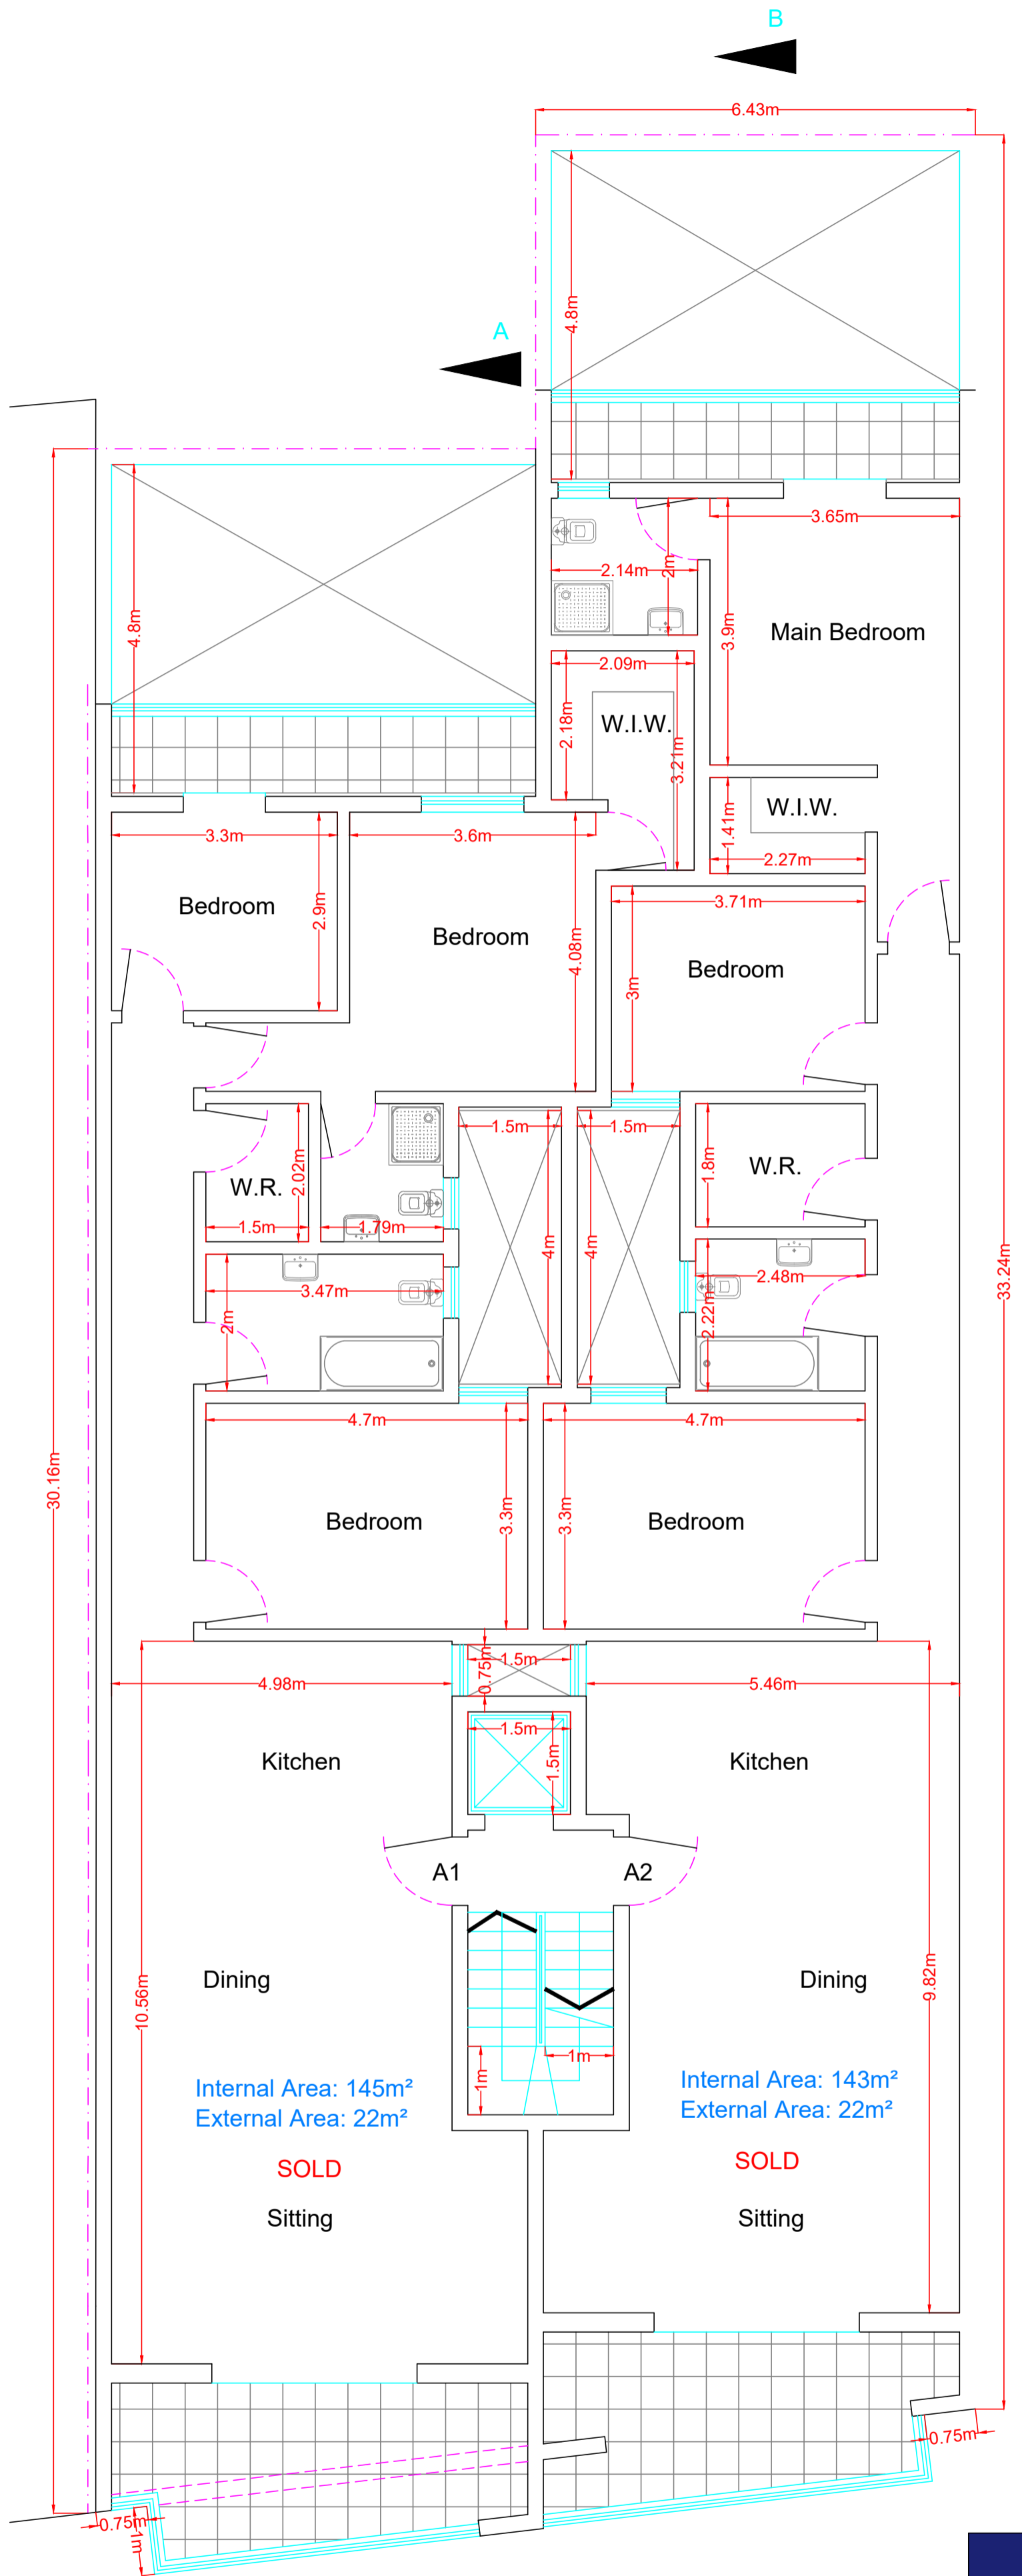 B
6.43m
4.8m
A
3.65m
2.14m
2m
4.8m
3.9m
Main Bedroom
2.09m
2.18m
W.I.W.
3.21m
1.41m
W.I.W.
3.3m
3.6m
2.27m
Bedroom
2.9m
Bedroom
4.08m
3.71m
3m
Bedroom
1.5m
1.5m
W.R.
2.02m
1.8m
W.R.
1.5m
1.79m
4m
4m
33.24m
3.47m
2m
2.48m
2.22m
4.7m
4.7m
30.16m
Bedroom
3.3m
3.3m
Bedroom
0.75m
1.5m
4.98m
5.46m
1.5m
1.5m
Kitchen
Kitchen
A1
A2
Dining
Dining
10.56m
9.82m
1m
1m
Internal Area: 145m²
External Area: 22m²
Internal Area: 143m²
External Area: 22m²
SOLD
SOLD
Sitting
Sitting
0.75m
0.75m
1m